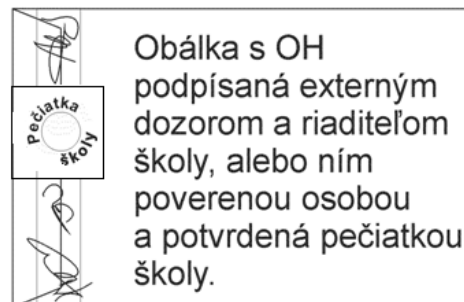 Pečiatka
školy
Obálka s OH
podpísaná externým
dozorom a riaditeľom
školy, alebo ním
poverenou osobou
a potvrdená pečiatkou
školy.